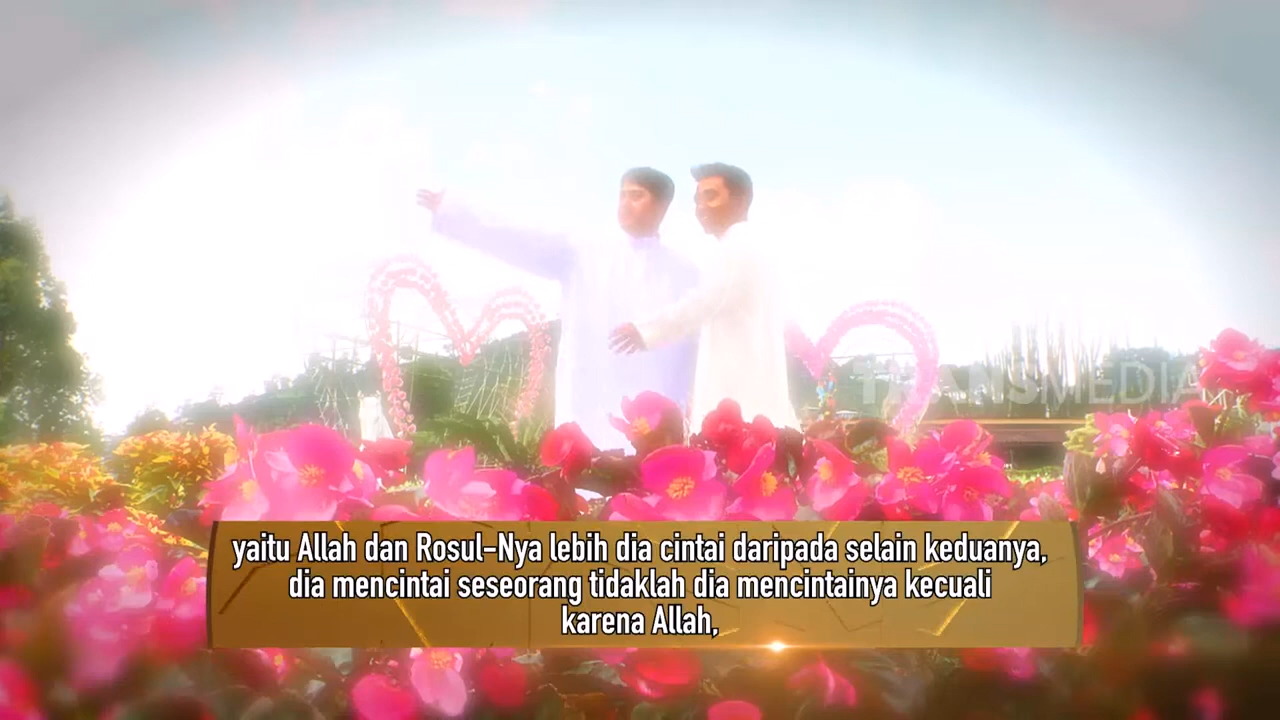 TRANSMEDIA
yaitu Allah dan Rosul-Nya lebih dia cintai daripada selain keduanya,
dia mencintai seseorang tidaklah dia mencintainya kecuali
karena Allah,